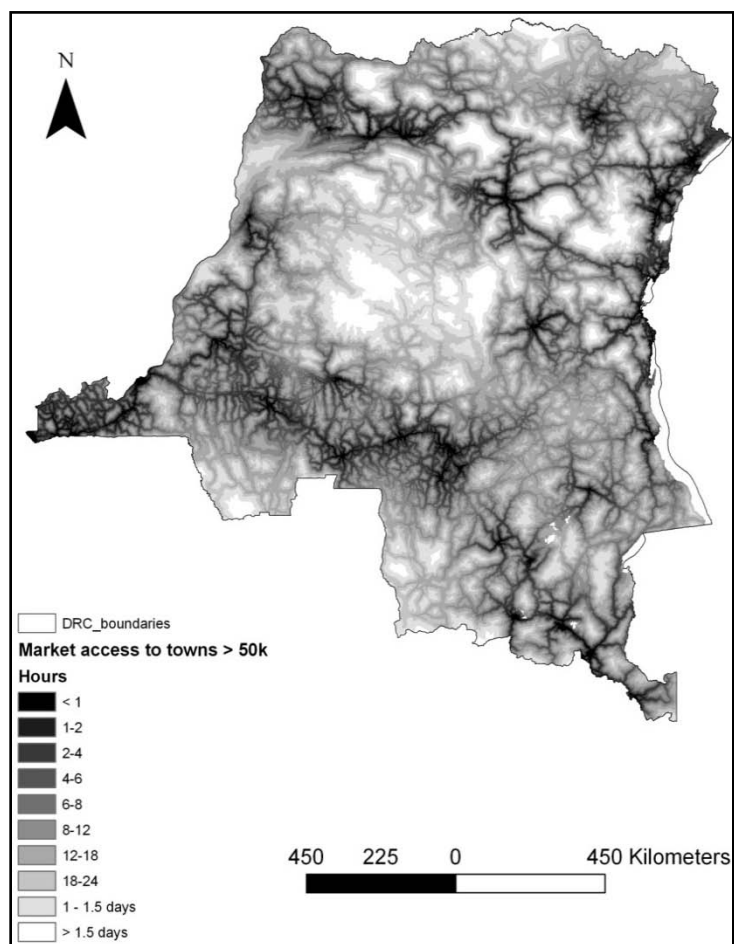 N
DRC_boundaries
Market access to towns > 50k
Hours
< 1
1-2
2-4
4-6
6-8
8-12
12-18
18-24
1 - 1.5 days
> 1.5 days
450 225 0 450 Kilometers